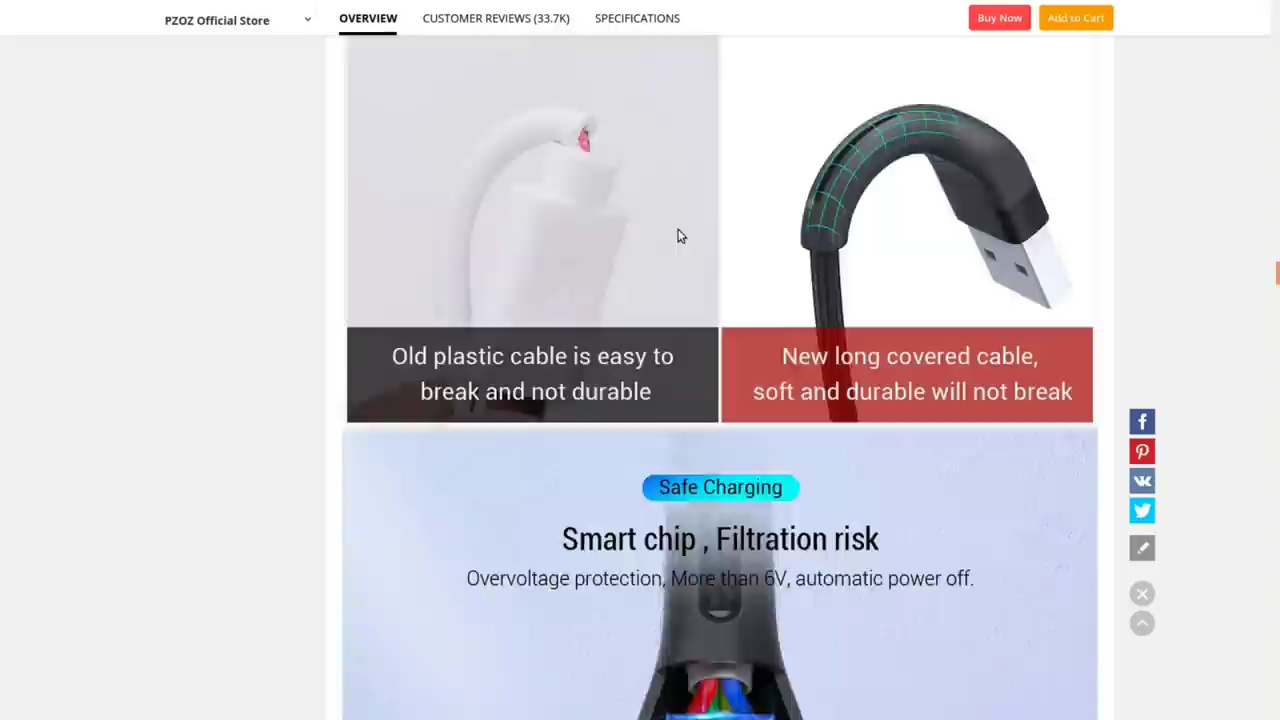 PZOZ Official Store
OVERVIEW
CUSTOMER REVIEWS (33.7K)
SPECIFICATIONS
Buy Now
Add to Cart
Old plastic cable is easy to
break and not durable
New long covered cable,
soft and durable will not break
Safe Charging
Smart chip , Filtration risk
Overvoltage protection, More than 6V, automatic power off.